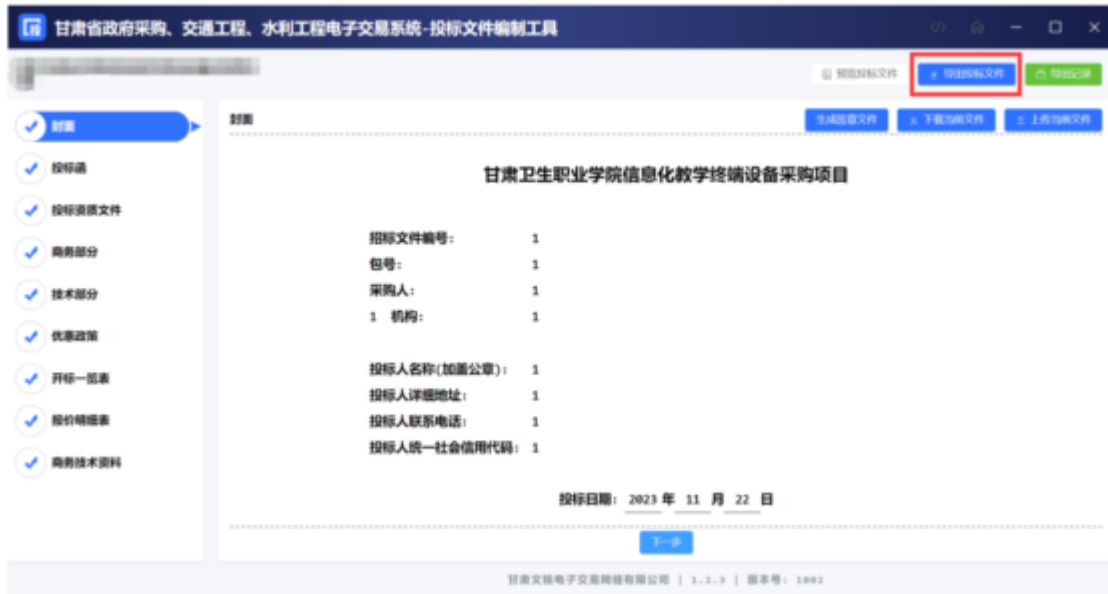 投 甘肃省政府采购、交通工程、水利工程电子交易系统-投标文件编制工具
预览投标文件 导出投标文件 导出记录
封面 封面 生成签章文件 下载当前文件 上传当前文件
投标函
甘肃卫生职业学院信息化教学终端设备采购项目
投标资质文件
招标文件编号： 1
商务部分
包号： 1
采购人： 1
技术部分
1 机构： 1
优惠政策
投标人名称(加盖公章)： 1
开标一览表
投标人详细地址： 1
投标人联系电话： 1
报价明细表
投标人统一社会信用代码： 1
商务技术资料
投标日期： 2023 年 11 月 22 日
下一步
甘肃文锐电子交易网络有限公司 | 1.2.3 | 版本号: 1002